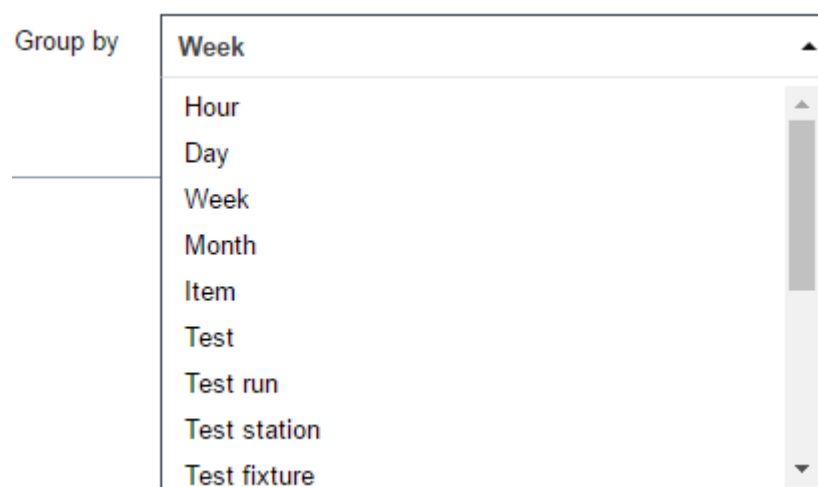 Group by
Week
Hour
Day
Week
Month
Item
Test
Test run
Test station
Test fixture